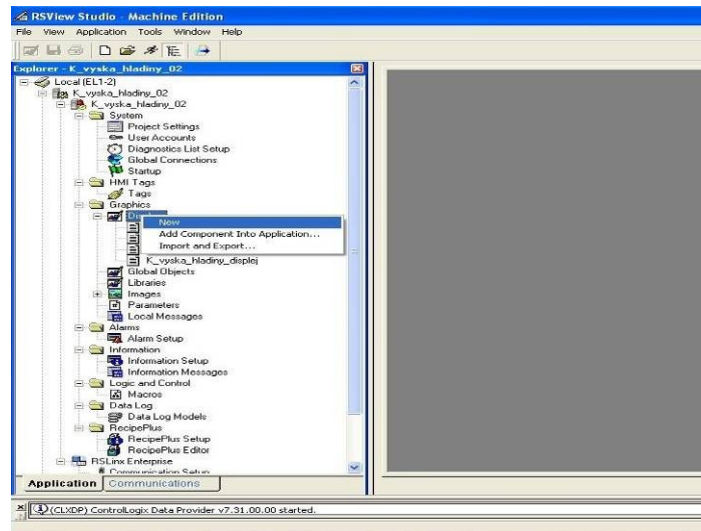 RSView Studio - Machine Edition
File View Application Tools Window Help
Explorer - K_vyska_hladiny_02
Local (EL1-2)
K_vyska_hladiny_02
K_vyska_hladiny_02
System
Project Settings
User Accounts
Diagnostics List Setup
Global Connections
Startup
HMI Tags
Tags
Graphics
New
Add Component Into Application...
Import and Export...
K_vyska_hladiny_displej
Global Objects
Libraries
Images
Parameters
Local Messages
Alarms
Alarm Setup
Information
Information Setup
Information Messages
Logic and Control
Macros
Data Log
Data Log Models
RecipePlus
RecipePlus Setup
RecipePlus Editor
RSLinx Enterprise
Communication Setup
Application Communications
(CLXDP) ControlLogix Data Provider v7.31.00.00 started.